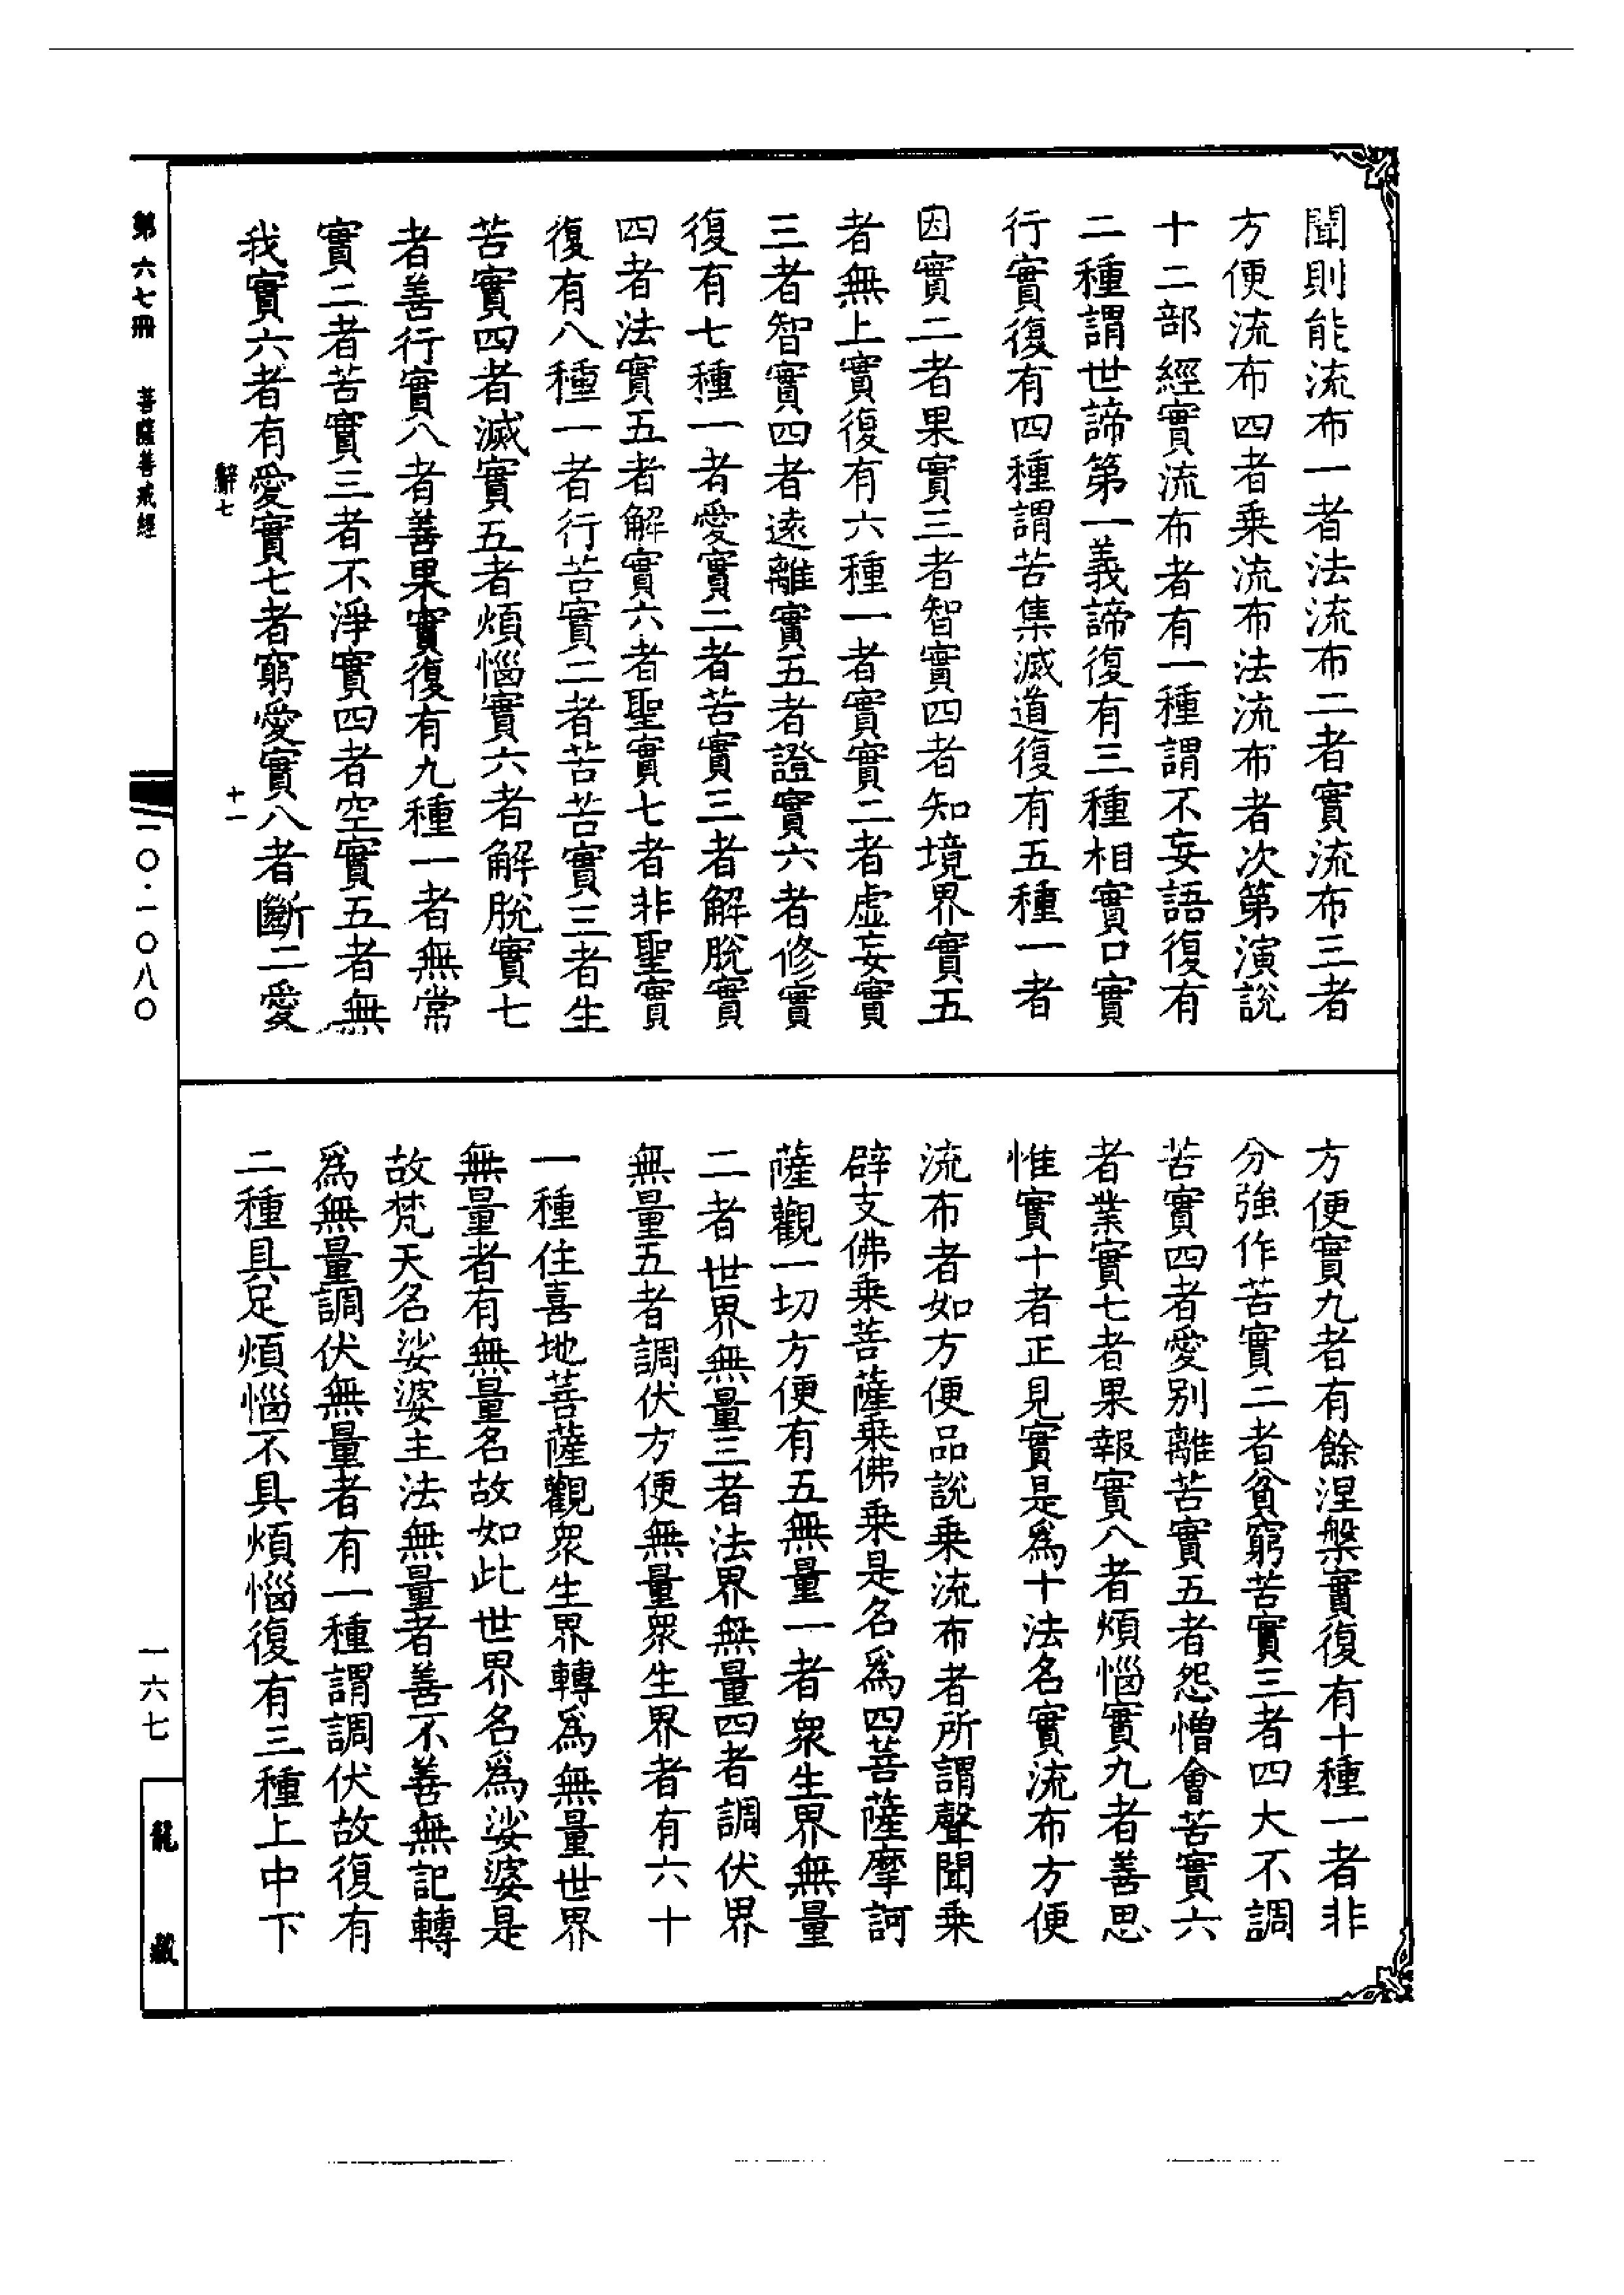 聞則能流布一者法流布二者實流布三者
方便流布四者乗流布法流布者次第演說
十二部經實流布者有一種謂不妄語復有
二種謂世諦第一義諦復有三種相實口實
行實復有四種謂苦集滅道復有五種一者
因實二者果實三者智實四者知境界實五
者無上實復有六種一者實實二者虛妄實
三者智實四者遠離實五者證實六者修實
復有七種一者愛實二者苦實三者解脫實
四者法實五者解實六者聖實七者非聖實
復有八種一者行苦實二者苦苦實三者生
苦實四者滅實五者煩惱實六者解脫實七
者善行實八者善果實復有九種一者無常
實二者苦實三者不淨實四者空實五者無
我實六者有愛實七者窮愛實八者斷二愛
解七
十一
方便實九者有餘涅槃實復有十種一者非
分強作苦實二者貧窮苦實三者四大不調
苦實四者愛別離苦實五者怨憎會苦實六
者業實七者果報實八者煩惱實九者善思
惟實十者正見實是為十法名實流布方便
流布者如方便品說乗流布者所謂聲聞乗
辟支佛乗菩薩乗佛乗是名為四菩薩摩訶
薩觀一切方便有五無量一者衆生界無量
二者世界無量三者法界無量四者調伏界
無量五者調伏方便無量衆生界者有六十
一種住喜地菩薩觀衆生界轉為無量世界
無量者有無量名故如此世界名為娑婆是
故梵天名娑婆主法無量者善不善無記轉
為無量調伏無量者有一種謂調伏故復有
二種具足煩惱不具煩惱復有三種上中下
第六七冊 菩薩善戒經
一〇·一〇八〇
一六七
龍藏